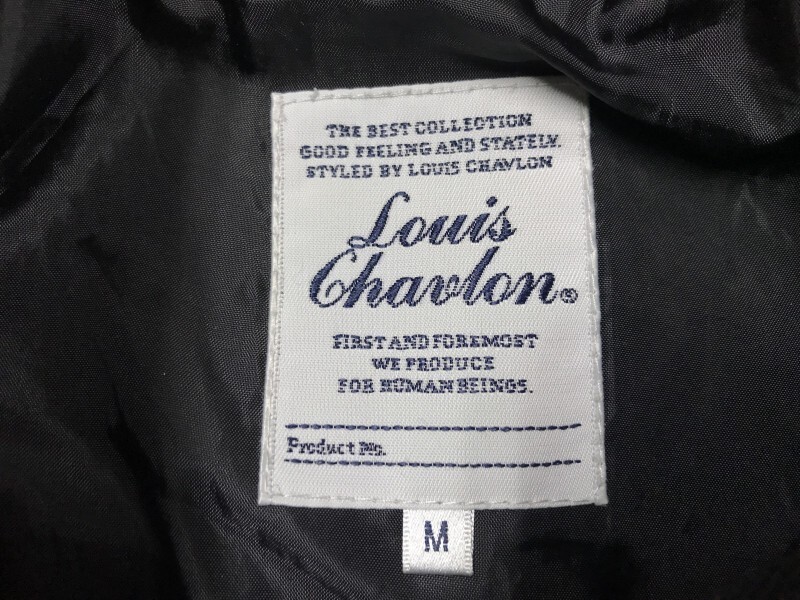 THE BEST COLLECTION
GOOD FEELING AND STATELY.
STYLED BY LOUIS CHAVLON
Louis
Chavlon®
FIRST AND FOREMOST
WE PRODUCE
FOR HUMAN BEINGS.
Product No.
M